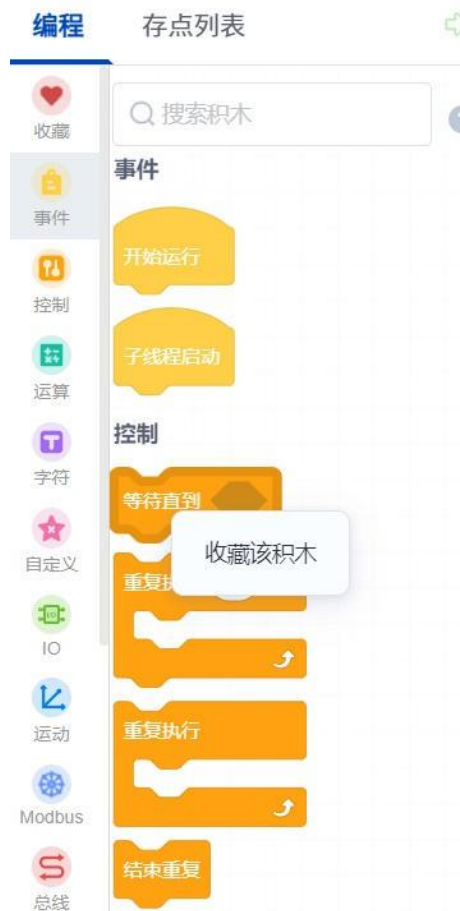 编程
存点列表
收藏
搜索积木
事件
事件
开始运行
控制
子线程启动
运算
控制
字符
等待直到
收藏该积木
自定义
重复执
IO
运动
重复执行
Modbus
结束重复
总线